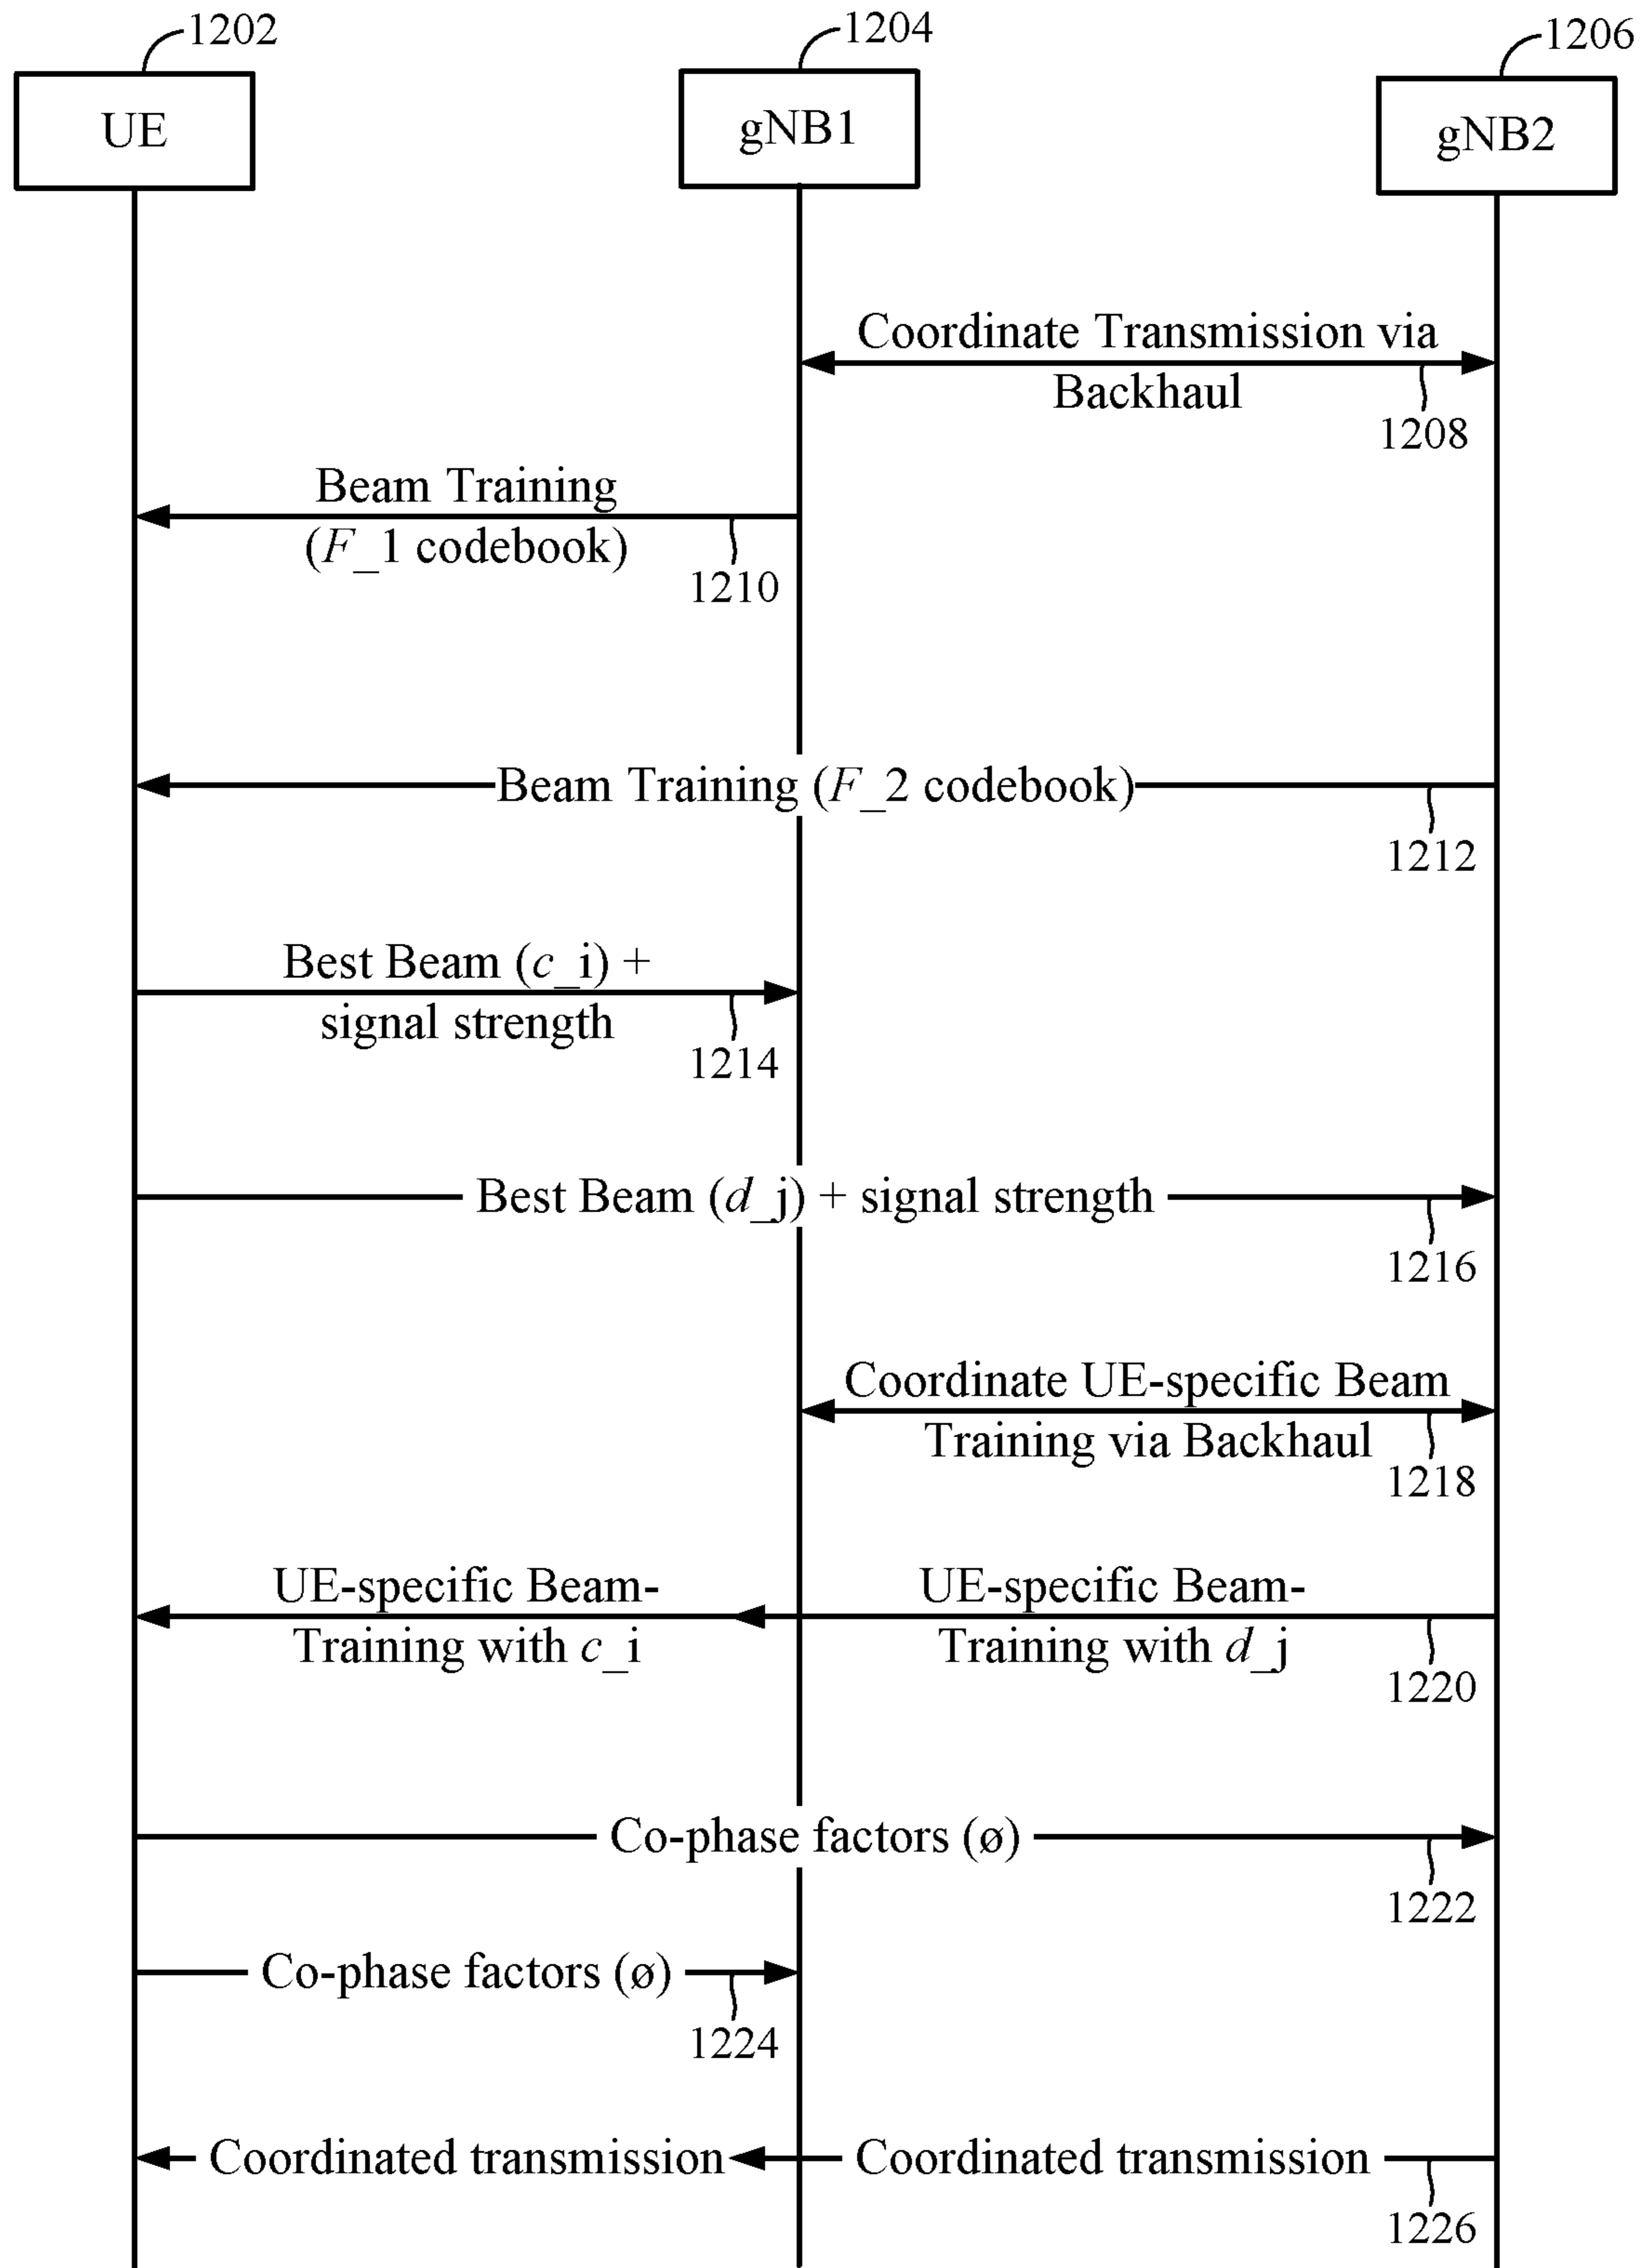 1202
1204
1206
UE
gNB1
gNB2
Coordinate Transmission via
Backhaul
1208
Beam Training
(F_1 codebook)
1210
Beam Training (F_2 codebook)
1212
Best Beam (c_i) +
signal strength
1214
Best Beam (d_j) + signal strength
1216
Coordinate UE-specific Beam
Training via Backhaul
1218
UE-specific Beam-
Training with c_i
UE-specific Beam-
Training with d_j
1220
Co-phase factors (ø)
1222
Co-phase factors (ø)
1224
Coordinated transmission
Coordinated transmission
1226